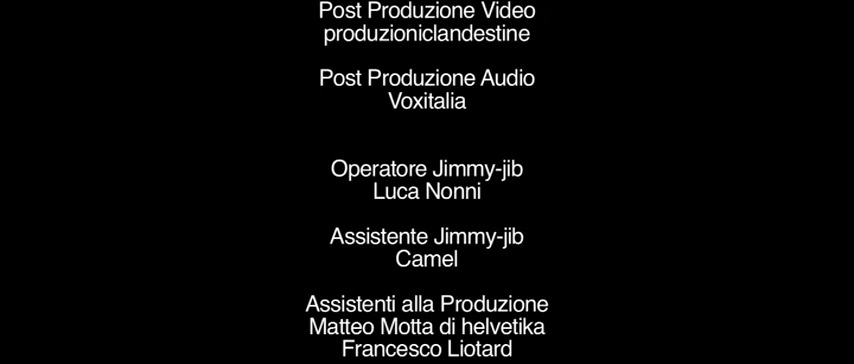 Post Produzione Video
produzioniclandestine
Post Produzione Audio
Voxitalia
Operatore Jimmy-jib
Luca Nonni
Assistente Jimmy-jib
Camel
Assistenti alla Produzione
Matteo Motta di helvetika
Francesco Liotard